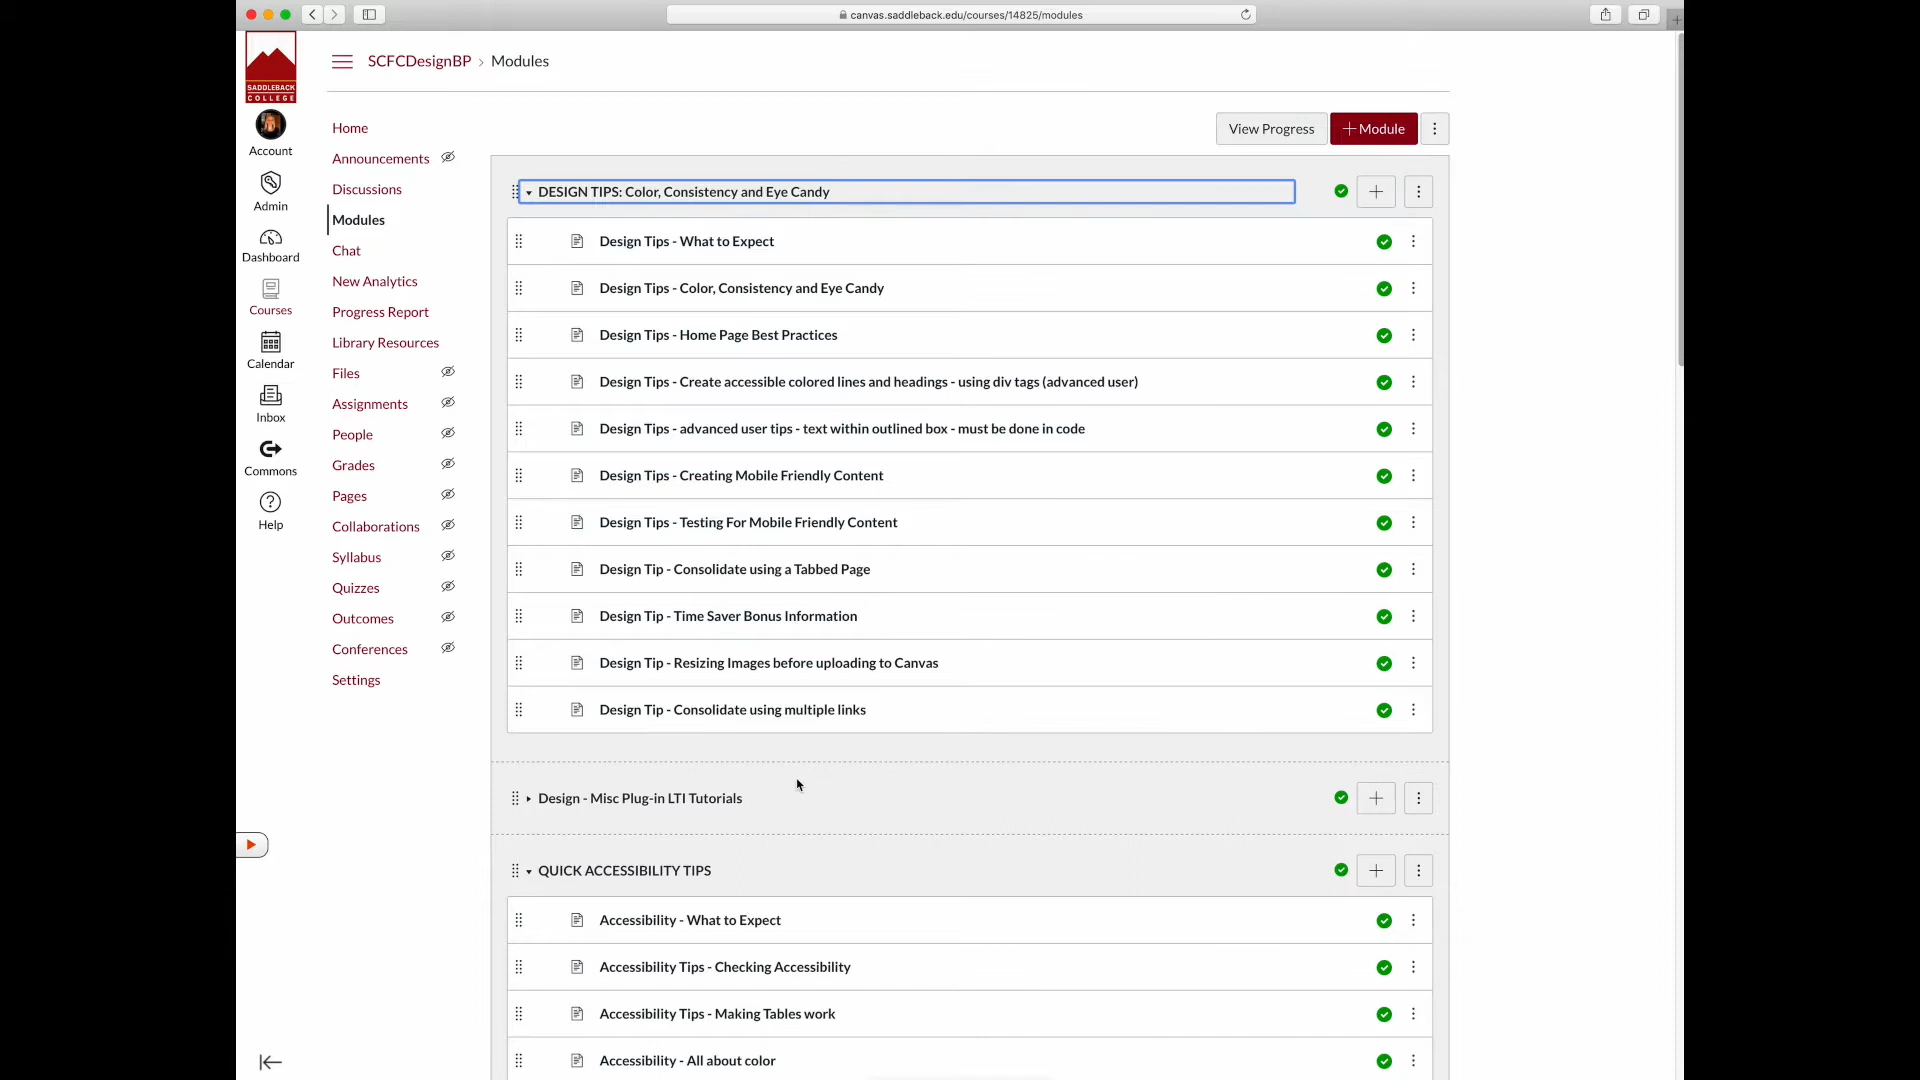 canvas.saddleback.edu/courses/14825/modules
SADDLEBACK
COLLEGE
SCFCDesignBP › Modules
Account
Admin
Dashboard
Courses
Calendar
Inbox
Commons
Help
Home
Announcements
Discussions
Modules
Chat
New Analytics
Progress Report
Library Resources
Files
Assignments
People
Grades
Pages
Collaborations
Syllabus
Quizzes
Outcomes
Conferences
Settings
View Progress
+ Module
DESIGN TIPS: Color, Consistency and Eye Candy
Design Tips - What to Expect
Design Tips - Color, Consistency and Eye Candy
Design Tips - Home Page Best Practices
Design Tips - Create accessible colored lines and headings - using div tags (advanced user)
Design Tips - advanced user tips - text within outlined box - must be done in code
Design Tips - Creating Mobile Friendly Content
Design Tips - Testing For Mobile Friendly Content
Design Tip - Consolidate using a Tabbed Page
Design Tip - Time Saver Bonus Information
Design Tip - Resizing Images before uploading to Canvas
Design Tip - Consolidate using multiple links
Design - Misc Plug-in LTI Tutorials
QUICK ACCESSIBILITY TIPS
Accessibility - What to Expect
Accessibility Tips - Checking Accessibility
Accessibility Tips - Making Tables work
Accessibility - All about color